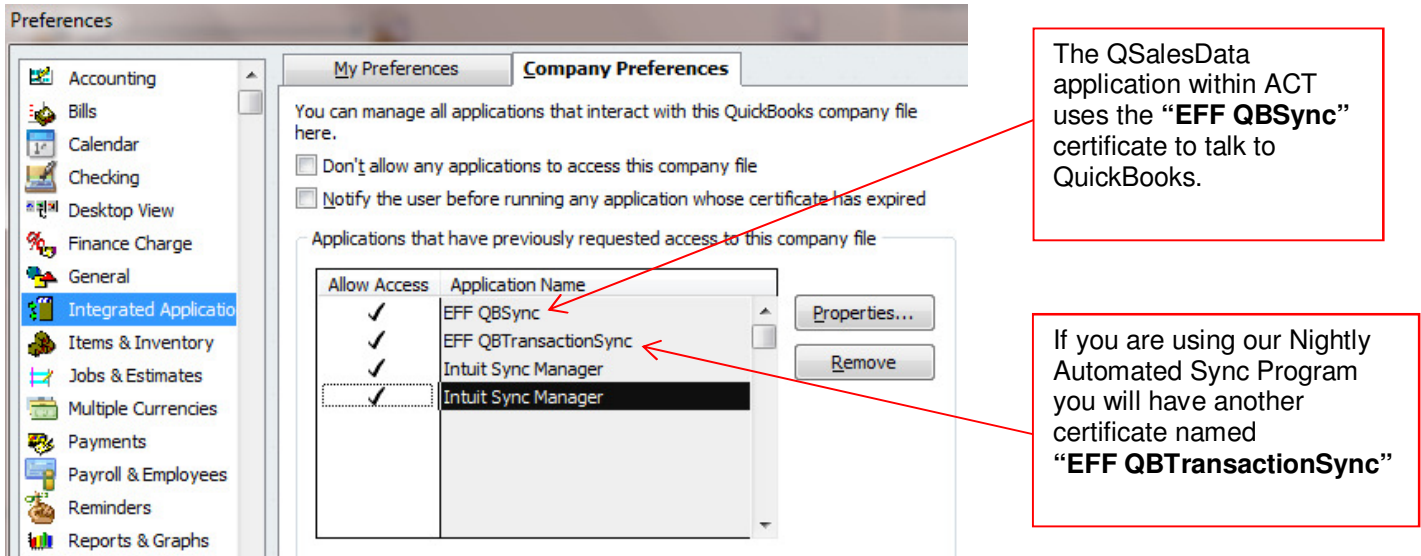 Preferences
Accounting
Bills
Calendar
Checking
Desktop View
Finance Charge
General
Integrated Applicatio
Items & Inventory
Jobs & Estimates
Multiple Currencies
Payments
Payroll & Employees
Reminders
Reports & Graphs
My Preferences
Company Preferences
You can manage all applications that interact with this QuickBooks company file
here.
Don't allow any applications to access this company file
Notify the user before running any application whose certificate has expired
Applications that have previously requested access to this company file
Allow Access Application Name
EFF QBSync
EFF QBTransactionSync
Intuit Sync Manager
Intuit Sync Manager
Properties...
Remove
The QSalesData
application within ACT
uses the “EFF QBSync”
certificate to talk to
QuickBooks.
If you are using our Nightly
Automated Sync Program
you will have another
certificate named
“EFF QBTransactionSync”